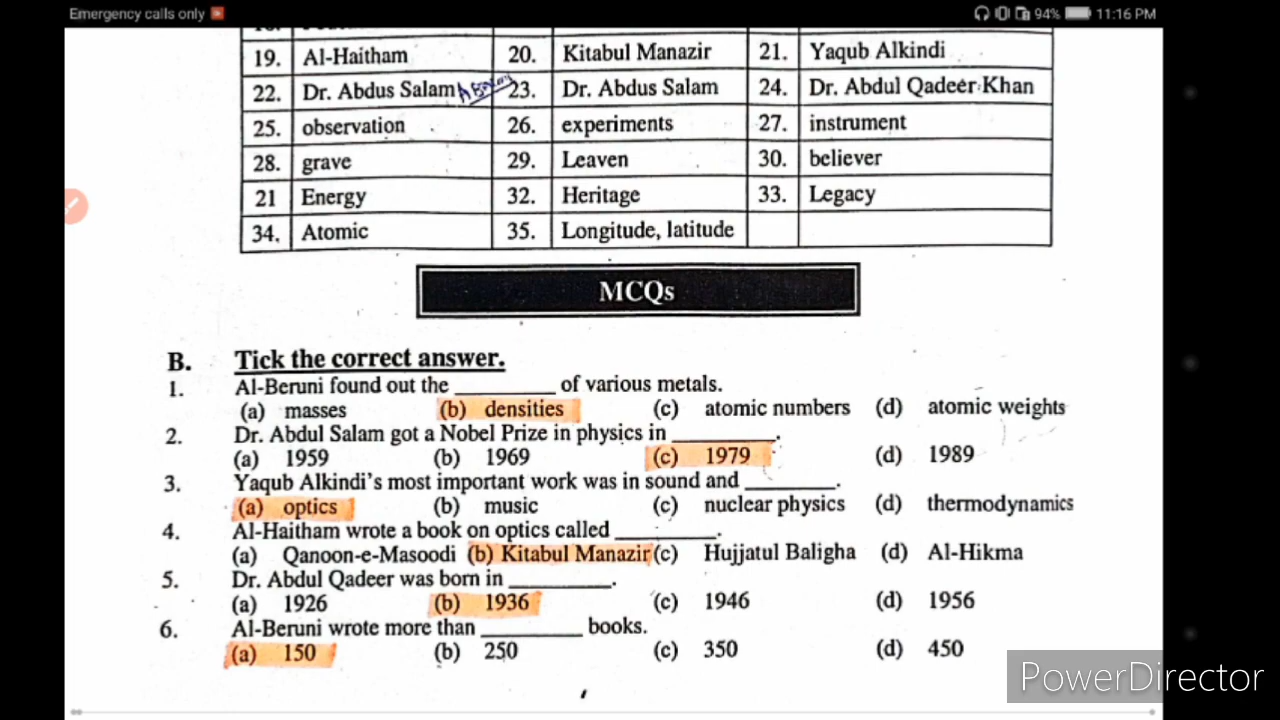 Emergency calls only
94% 11:16 PM
19. Al-Haitham 20. Kitabul Manazir 21. Yaqub Alkindi
22. Dr. Abdus Salam 23. Dr. Abdus Salam 24. Dr. Abdul Qadeer Khan
25. observation 26. experiments 27. instrument
28. grave 29. Leaven 30. believer
21 Energy 32. Heritage 33. Legacy
34. Atomic 35. Longitude, latitude
MCQs
B. Tick the correct answer.
1. Al-Beruni found out the ________ of various metals.
(a) masses (b) densities (c) atomic numbers (d) atomic weights
2. Dr. Abdul Salam got a Nobel Prize in physics in ________.
(a) 1959 (b) 1969 (c) 1979 (d) 1989
3. Yaqub Alkindi's most important work was in sound and ________.
(a) optics (b) music (c) nuclear physics (d) thermodynamics
4. Al-Haitham wrote a book on optics called ________.
(a) Qanoon-e-Masoodi (b) Kitabul Manazir (c) Hujjatul Baligha (d) Al-Hikma
5. Dr. Abdul Qadeer was born in ________.
(a) 1926 (b) 1936 (c) 1946 (d) 1956
6. Al-Beruni wrote more than ________ books.
(a) 150 (b) 250 (c) 350 (d) 450
PowerDirector